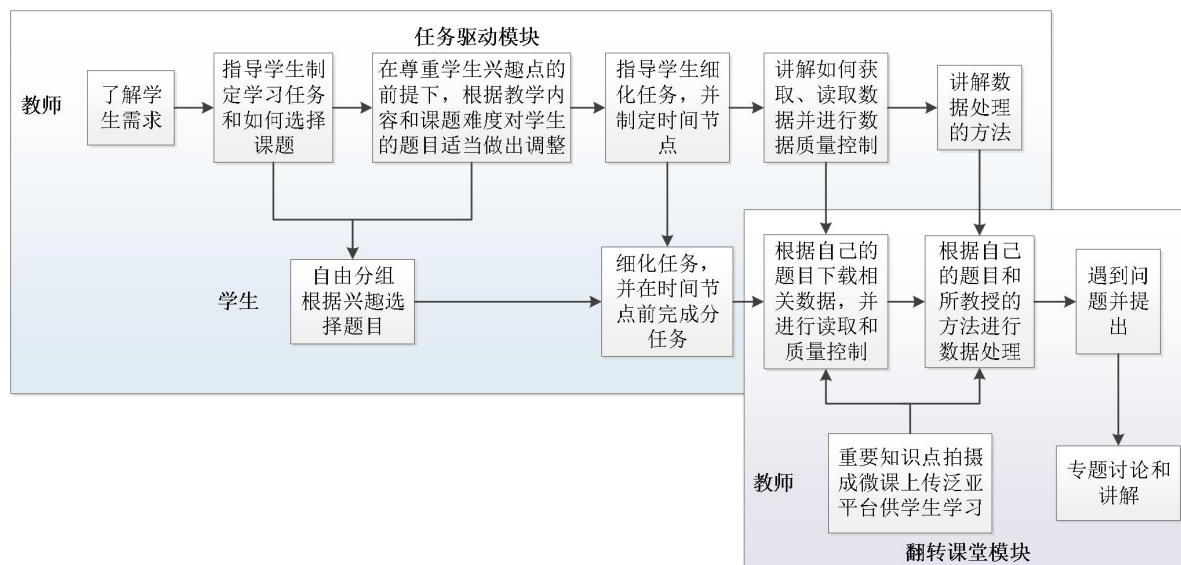 任务驱动模块
教师
了解学
生需求
指导学生制
定学习任务
和如何选择
课题
在尊重学生兴趣点的
前提下，根据教学内
容和课题难度对学生
的题目适当做出调整
指导学生细
化任务，并
制定时间节
点
讲解如何获
取、读取数
据并进行数
据质量控制
讲解数
据处理
的方法
学生
自由分组
根据兴趣选
择题目
细化任务，
并在时间节
点前完成分
任务
根据自己的
题目下载相
关数据，并
进行读取和
质量控制
根据自己
的题目和
所教授的
方法进行
数据处理
遇到问
题并提
出
教师
重要知识点拍摄
成微课上传泛亚
平台供学生学习
专题讨论和
讲解
翻转课堂模块